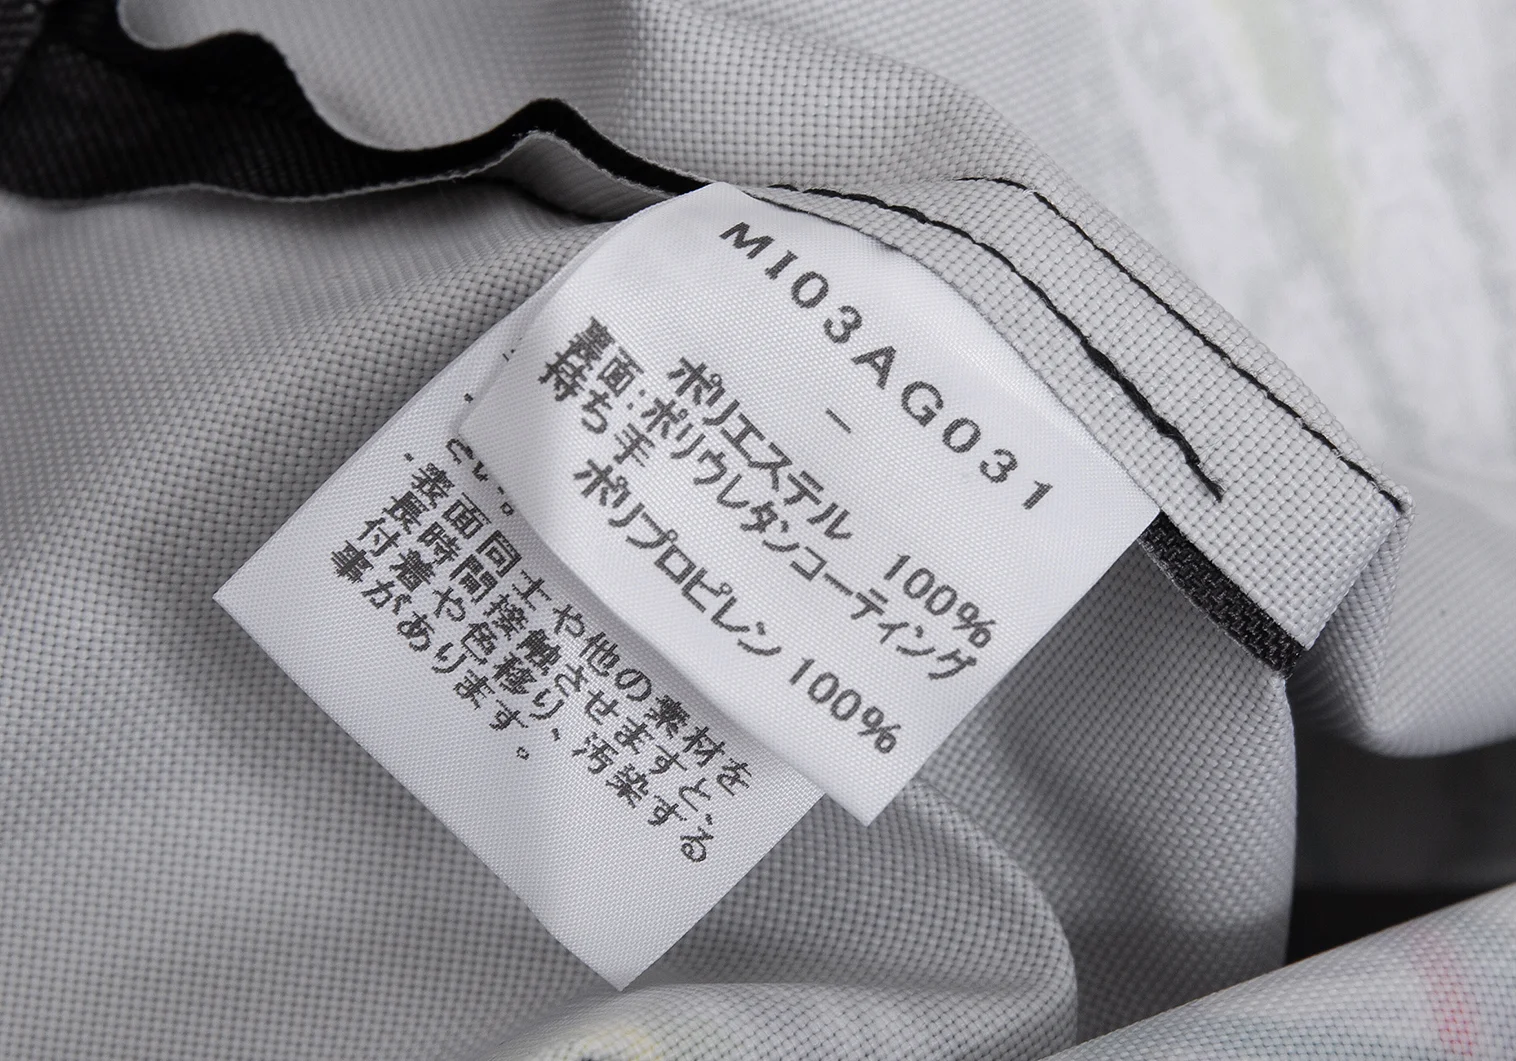 MI03AG031
-
ポリエステル 100%
裏面:ポリウレタンコーティング
持ち手
ポリプロピレン 100%
さい。
・表面同士や他の素材を
長時間接触させますと、
付着や色移り、汚染する
事があります。